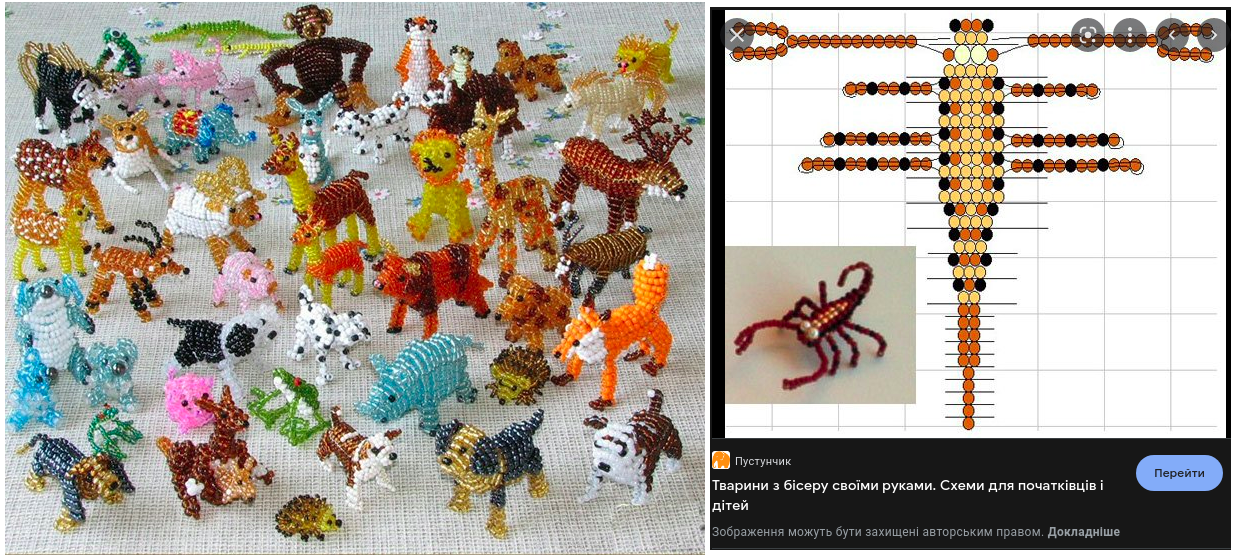 Пустунчик
Перейти
Тварини з бісеру своїми руками. Схеми для початківців і
дітей
Зображення можуть бути захищені авторським правом. Докладніше